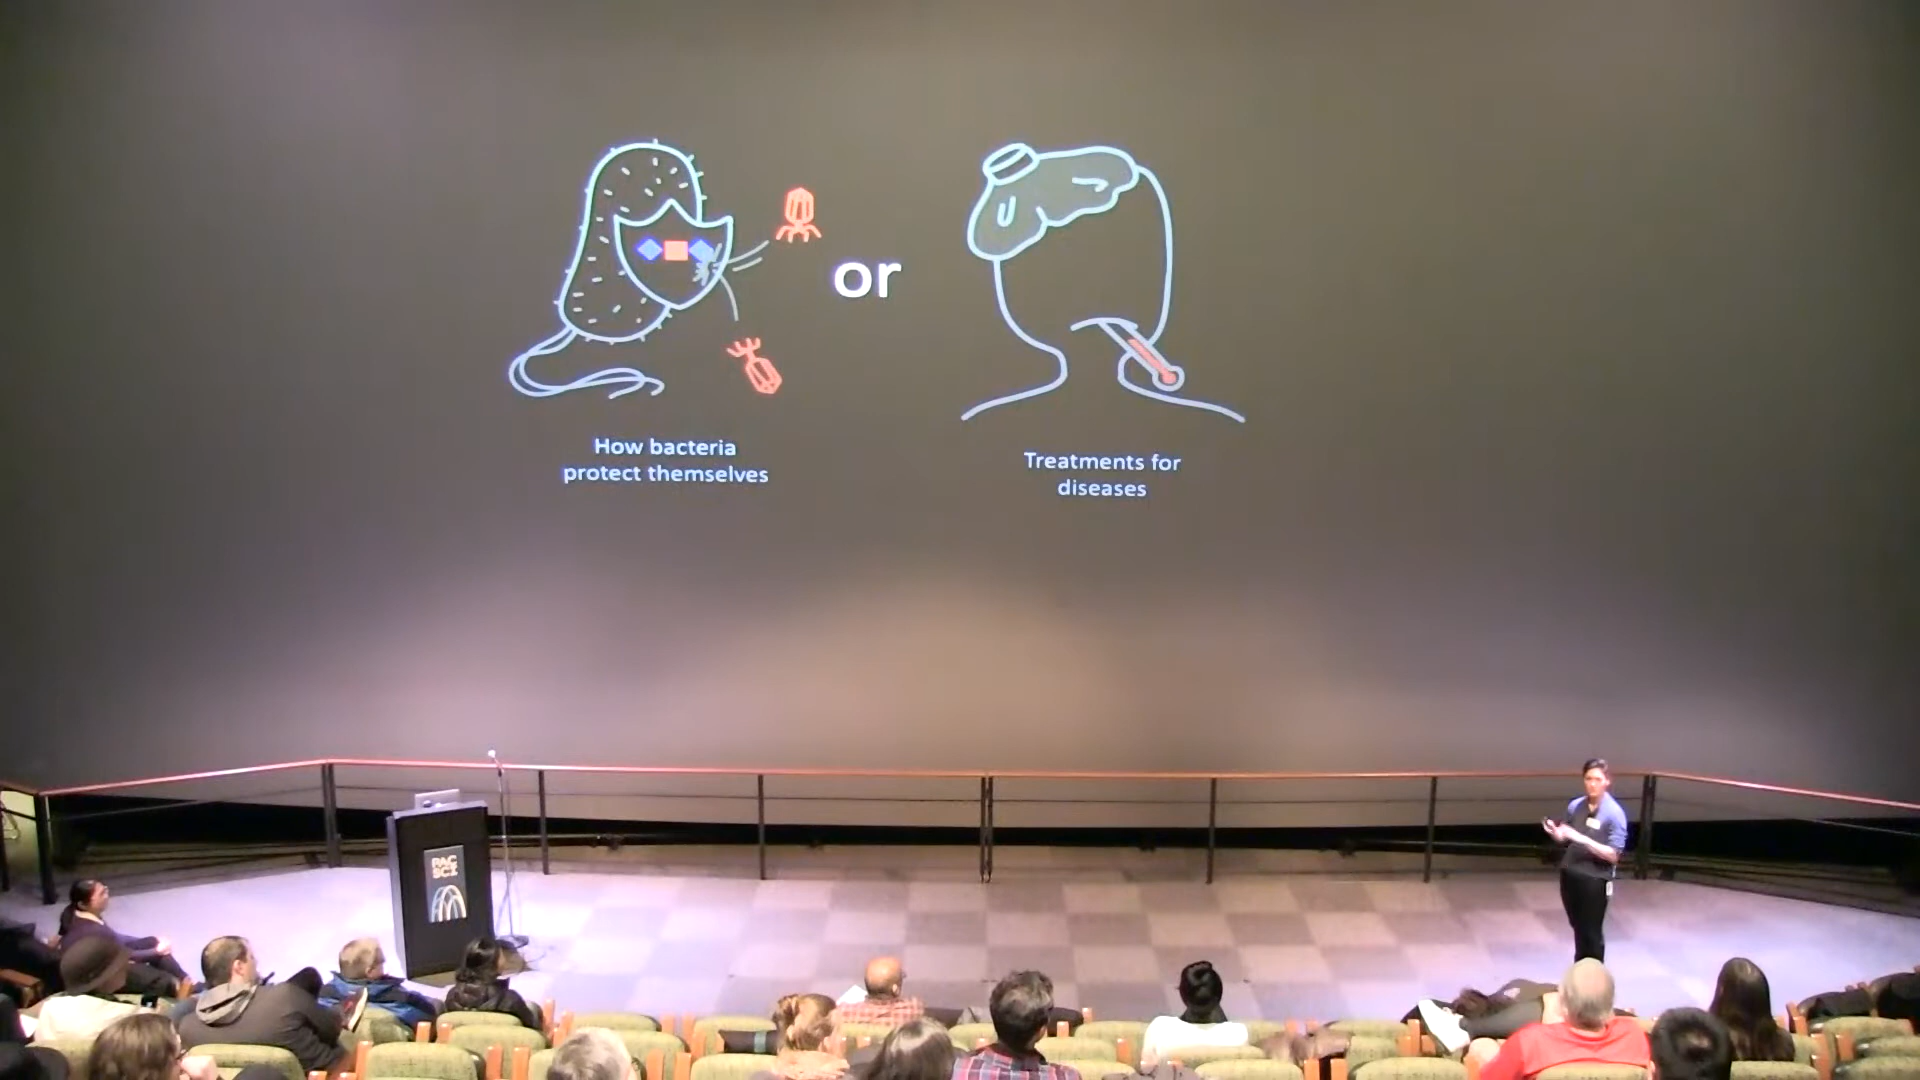 or
How bacteria
protect themselves
Treatments for
diseases
PAC
SCI